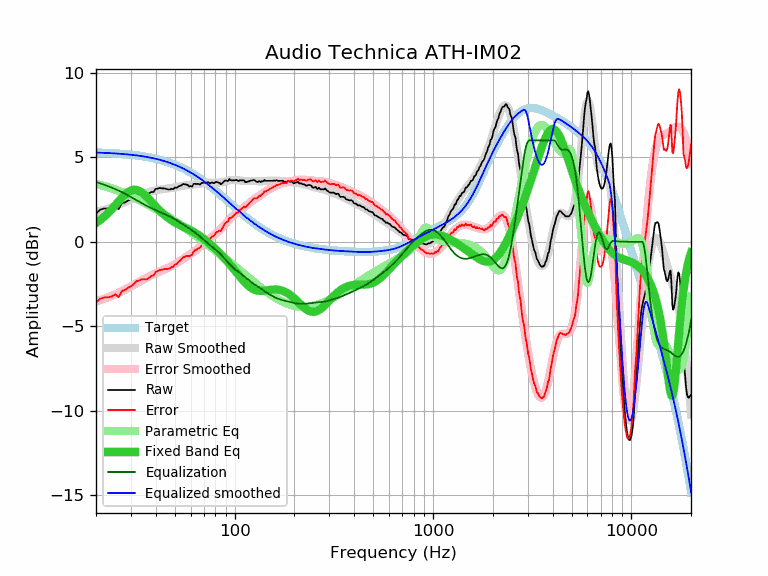 Audio Technica ATH-IM02
Amplitude (dBr)
10
5
0
−5
−10
−15
Target
Raw Smoothed
Error Smoothed
Raw
Error
Parametric Eq
Fixed Band Eq
Equalization
Equalized smoothed
100 1000 10000
Frequency (Hz)